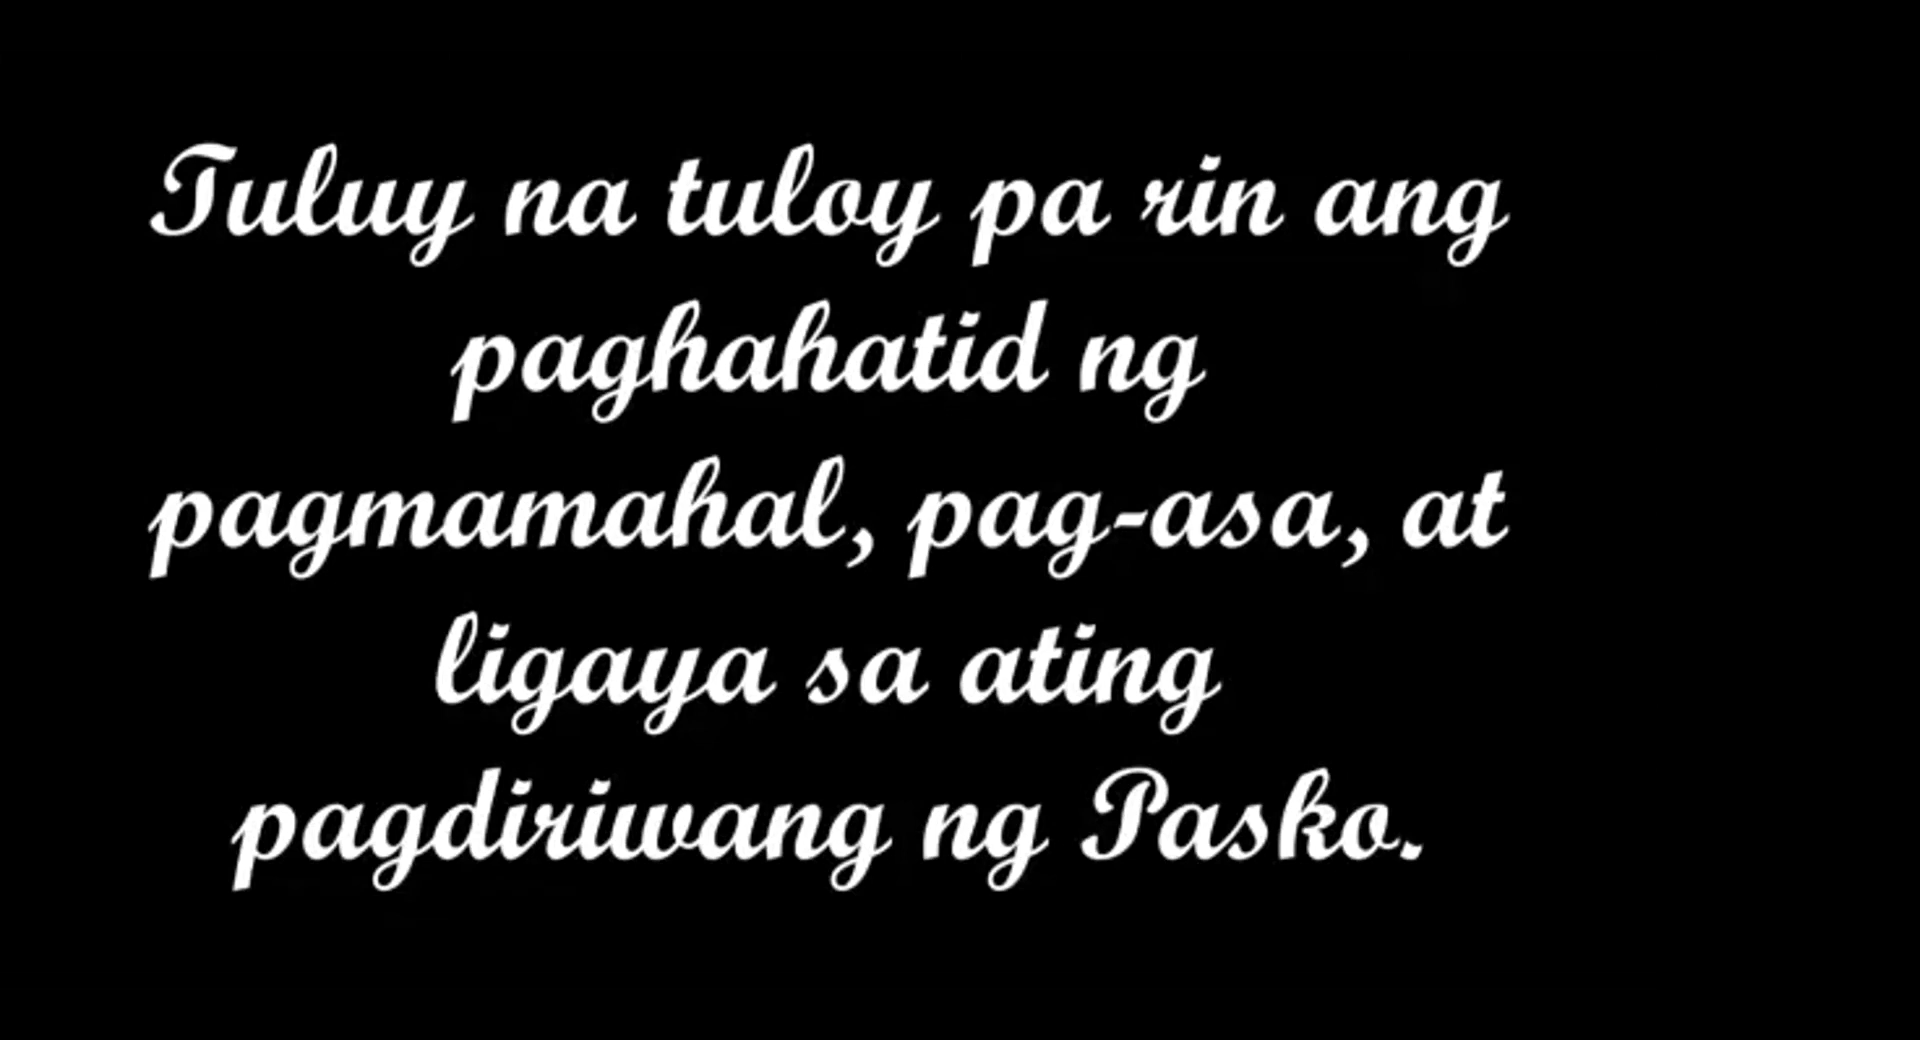 Tuluy na tuloy pa rin ang
paghahatid ng
pagmamahal, pag-asa, at
ligaya sa ating
pagdiriwang ng Pasko.